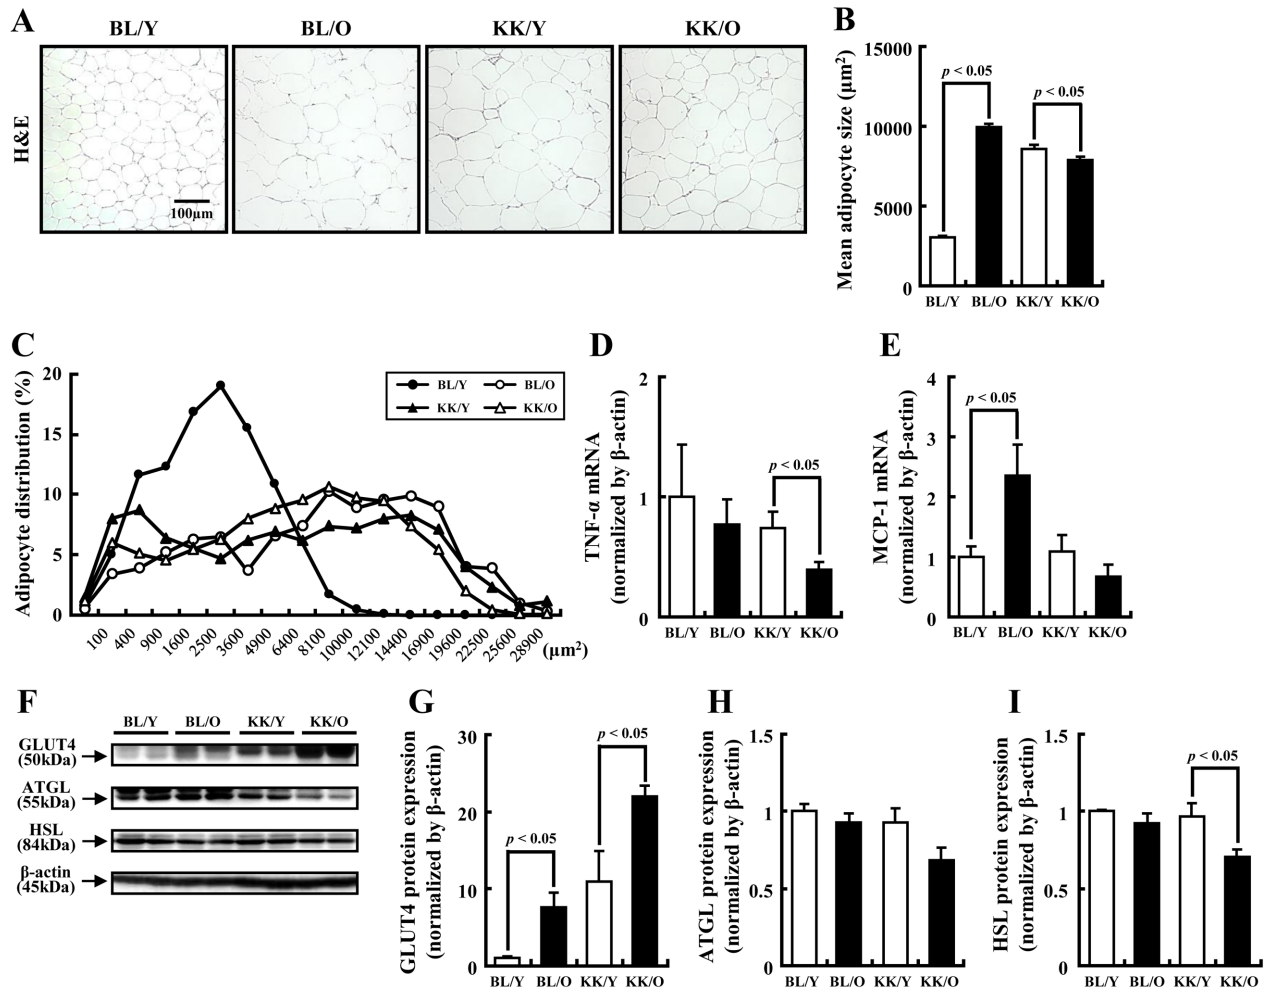 A
BL/Y BL/O KK/Y KK/O
H&E
100µm
B
Mean adipocyte size (µm²)
15000
10000
5000
0
p < 0.05
p < 0.05
BL/Y BL/O KK/Y KK/O
C
Adipocyte distribution (%)
20
15
10
5
0
BL/Y BL/O
KK/Y KK/O
100 400 900 1600 2500 3600 4900 6400 8100 10000 12100 14400 16900 19600 22500 25600 28900 (µm²)
D
TNF-α mRNA
(normalized by β-actin)
2
1
0
p < 0.05
BL/Y BL/O KK/Y KK/O
E
MCP-1 mRNA
(normalized by β-actin)
4
3
2
1
0
p < 0.05
BL/Y BL/O KK/Y KK/O
F
BL/Y BL/O KK/Y KK/O
GLUT4
(50kDa)
ATGL
(55kDa)
HSL
(84kDa)
β-actin
(45kDa)
G
GLUT4 protein expression
(normalized by β-actin)
30
20
10
0
p < 0.05
p < 0.05
BL/Y BL/O KK/Y KK/O
H
ATGL protein expression
(normalized by β-actin)
1.5
1
0.5
0
BL/Y BL/O KK/Y KK/O
I
HSL protein expression
(normalized by β-actin)
1.5
1
0.5
0
p < 0.05
BL/Y BL/O KK/Y KK/O